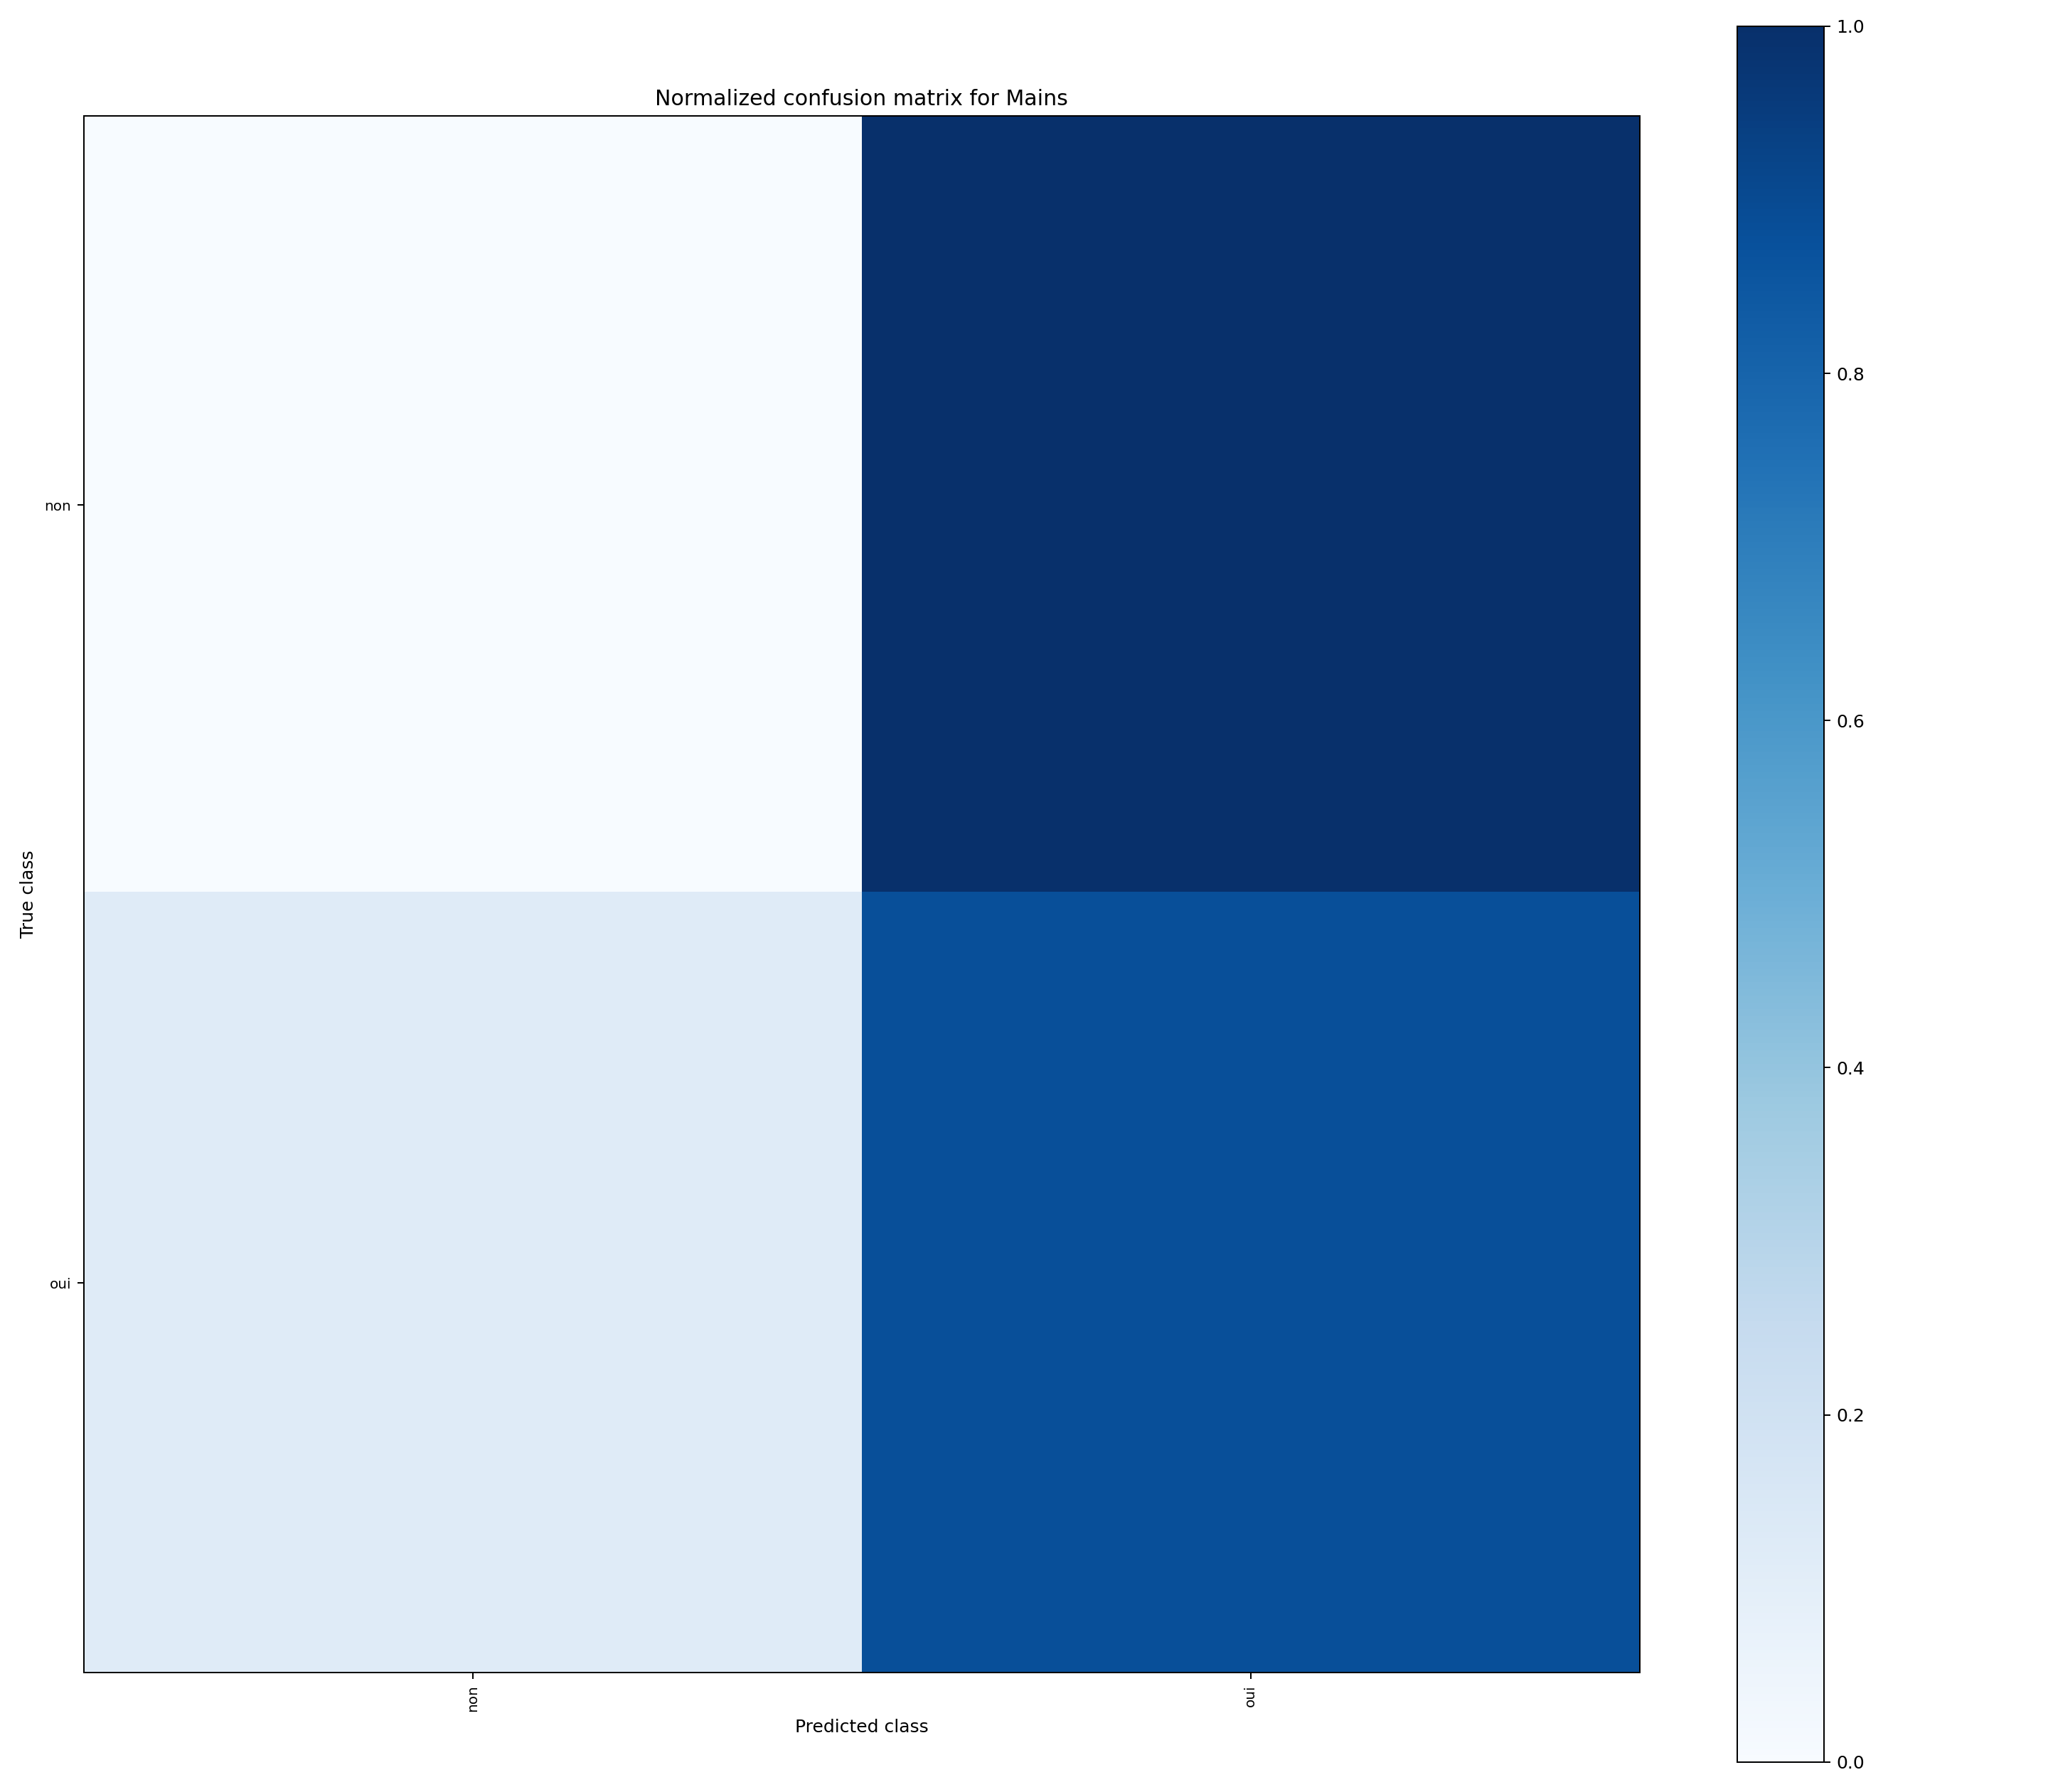 Normalized confusion matrix for Mains
True class
non
oui
non
oui
Predicted class
1.0
0.8
0.6
0.4
0.2
0.0